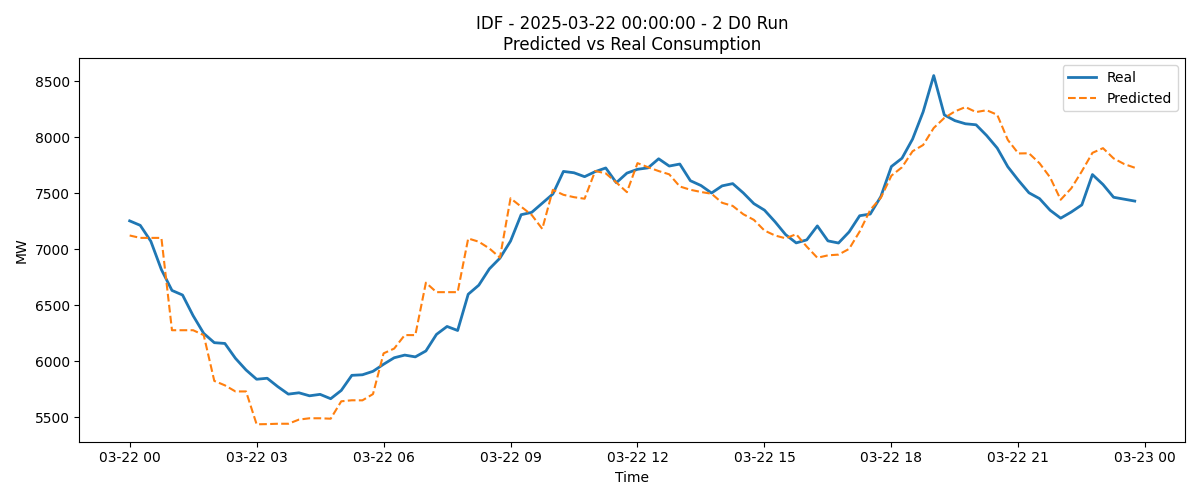 IDF - 2025-03-22 00:00:00 - 2 D0 Run
Predicted vs Real Consumption
Real
Predicted
8500
8000
7500
7000
6500
6000
5500
MW
03-22 00
03-22 03
03-22 06
03-22 09
03-22 12
03-22 15
03-22 18
03-22 21
03-23 00
Time